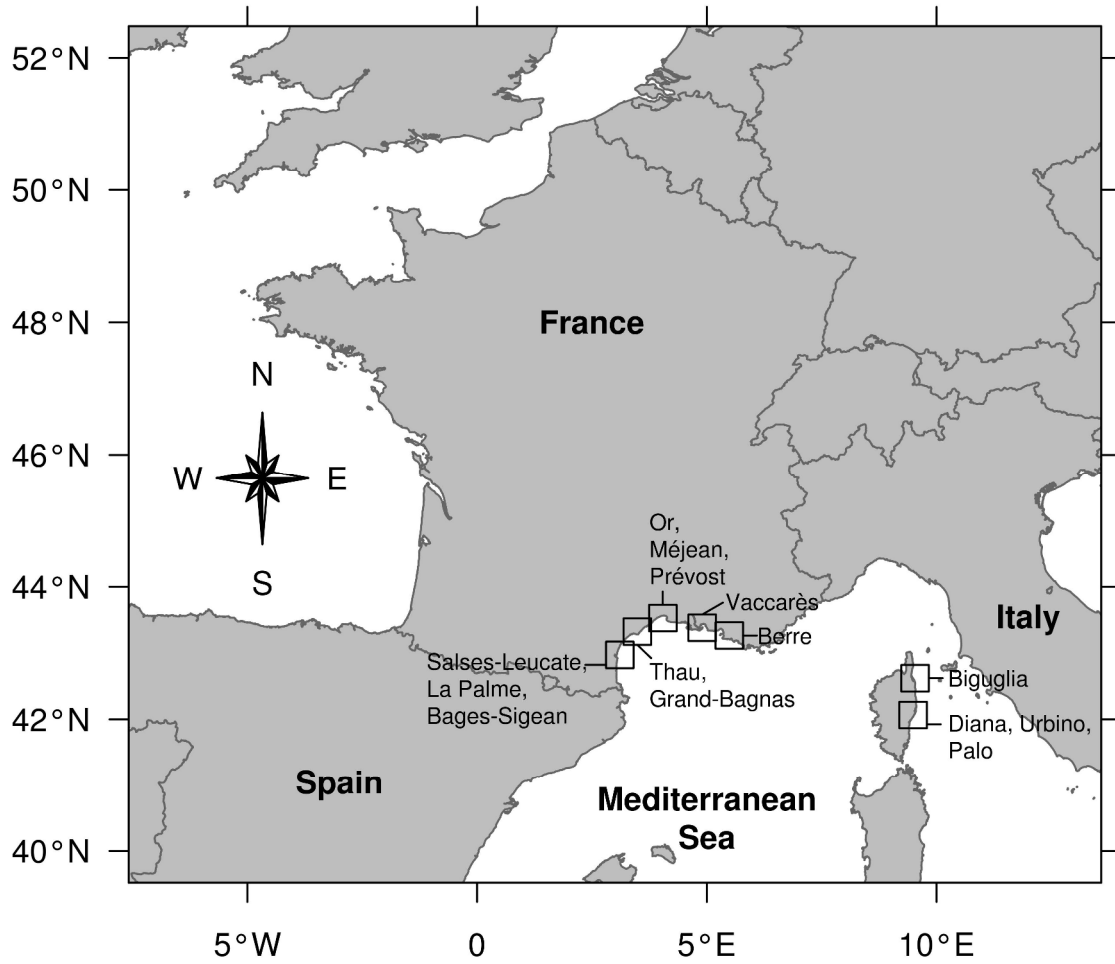 52°N
50°N
48°N
46°N
44°N
42°N
40°N
5°W
0
5°E
10°E
France
N
W
E
S
Or,
Méjean,
Prévost
Vaccarès
Berre
Italy
Salses-Leucate,
La Palme,
Bages-Sigean
Thau,
Grand-Bagnas
Biguglia
Diana, Urbino,
Palo
Spain
Mediterranean
Sea